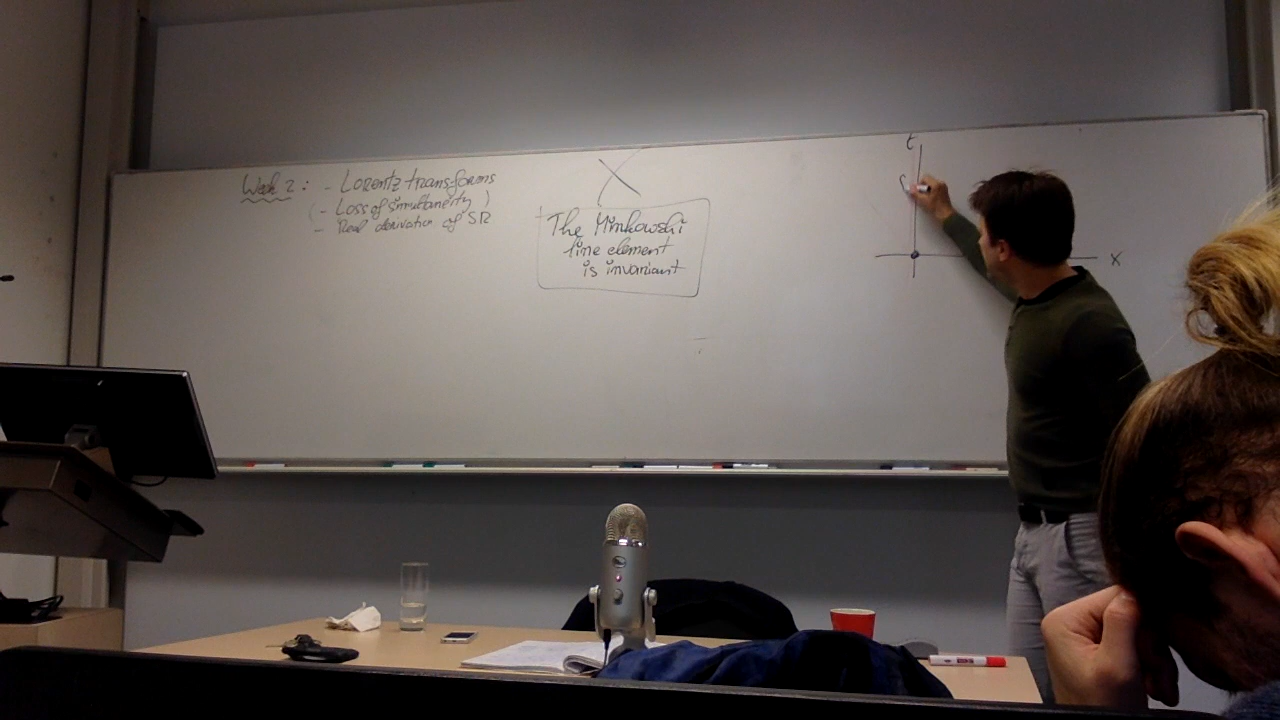 Week 2: - Lorentz transforms
(- Loss of simultaneity )
- Real derivation of SR
The Minkowski
line element
is invariant
t
x